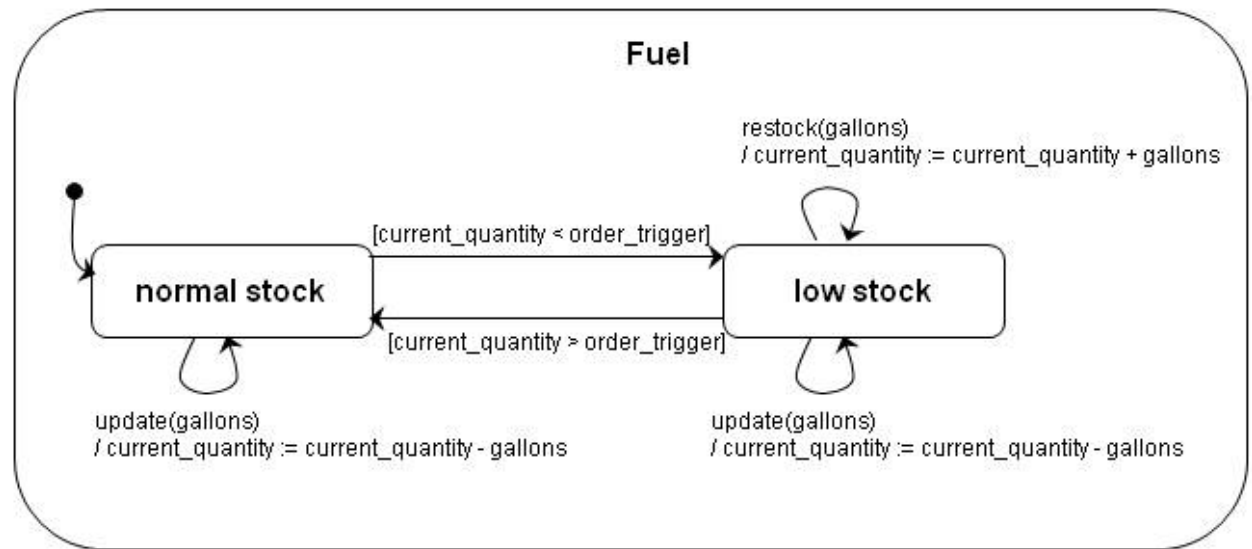 Fuel
restock(gallons)
/ current_quantity := current_quantity + gallons
[current_quantity < order_trigger]
normal stock
low stock
[current_quantity > order_trigger]
update(gallons)
/ current_quantity := current_quantity - gallons
update(gallons)
/ current_quantity := current_quantity - gallons